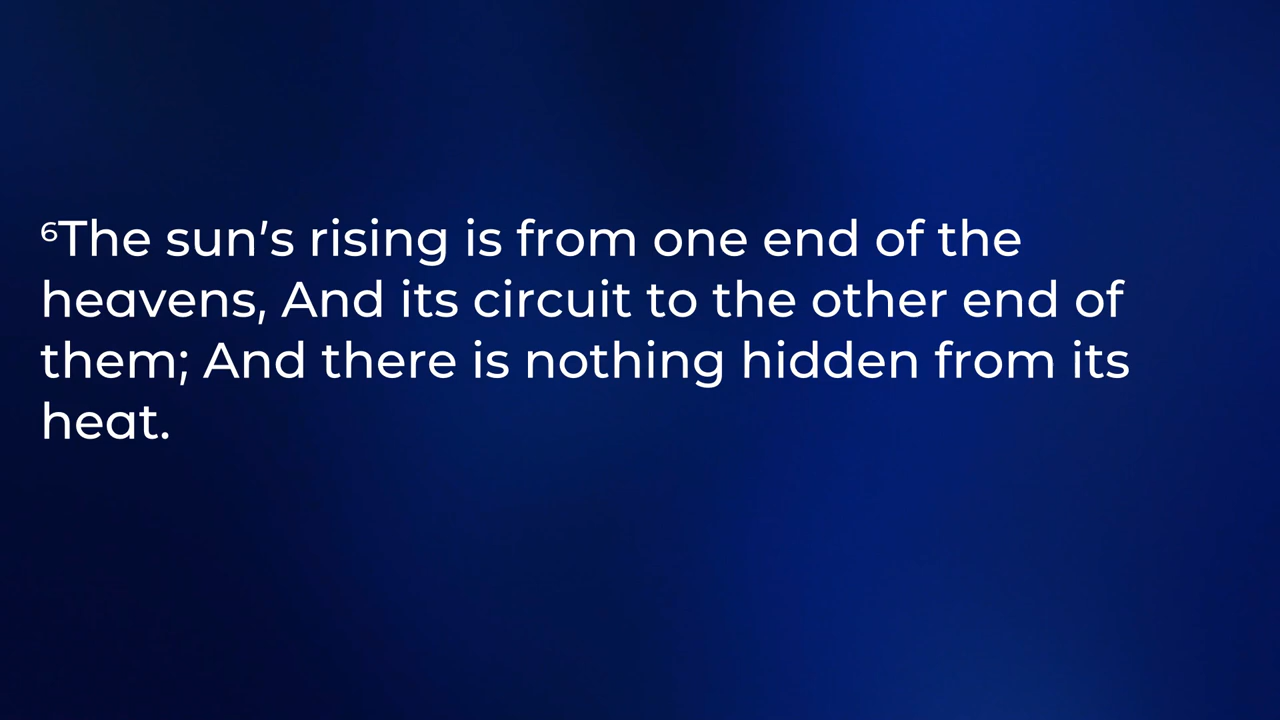 ⁶The sun’s rising is from one end of the
heavens, And its circuit to the other end of
them; And there is nothing hidden from its
heat.